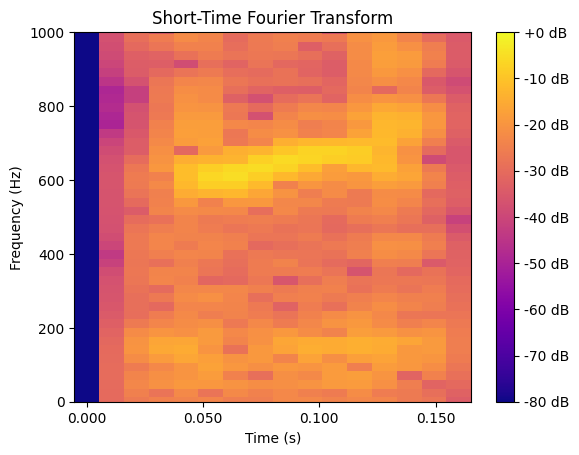 Short-Time Fourier Transform
1000
800
600
400
200
0
Frequency (Hz)
0.000
0.050
0.100
0.150
Time (s)
+0 dB
-10 dB
-20 dB
-30 dB
-40 dB
-50 dB
-60 dB
-70 dB
-80 dB